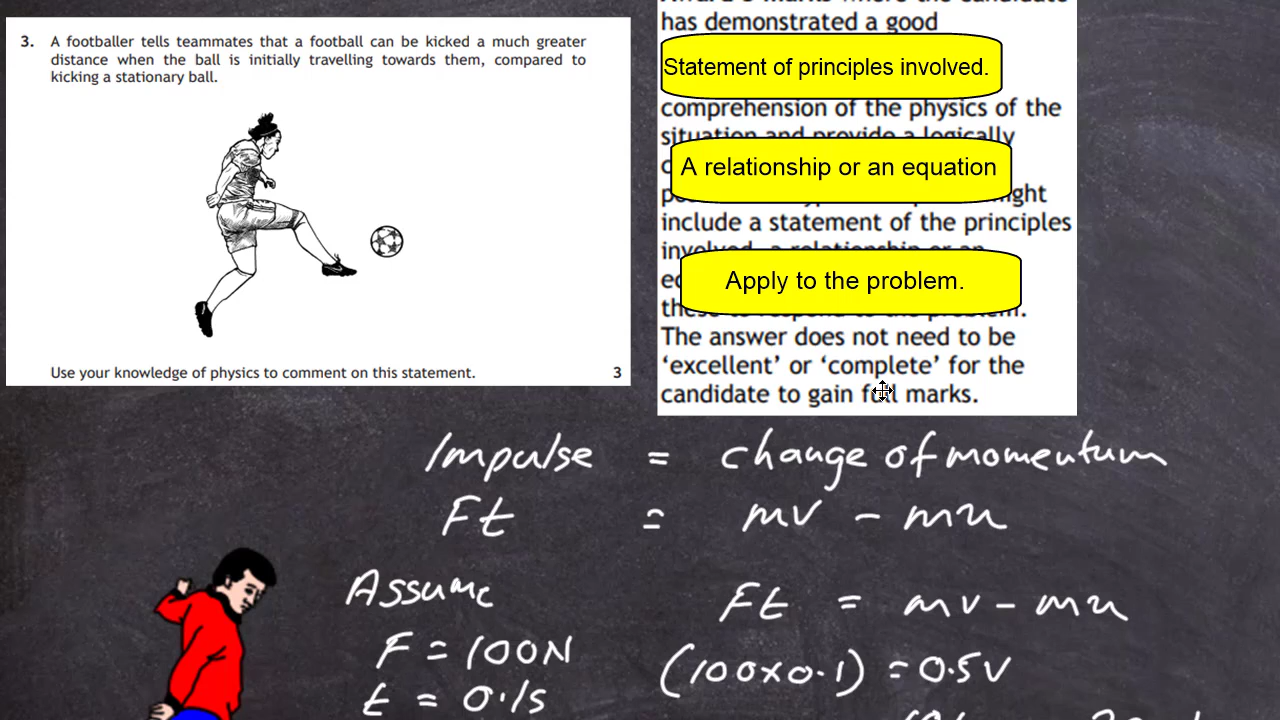 3. A footballer tells teammates that a football can be kicked a much greater
distance when the ball is initially travelling towards them, compared to
kicking a stationary ball.
Use your knowledge of physics to comment on this statement.
3
has demonstrated a good
Statement of principles involved.
comprehension of the physics of the
situation and provide a logically
A relationship or an equation
include a statement of the principles
Apply to the problem.
The answer does not need to be
‘excellent’ or ‘complete’ for the
candidate to gain full marks.
Impulse = change of momentum
Ft = mv - mu
Assume
F = 100N
t = 0.1s
Ft = mv - mu
(100x0.1) = 0.5v